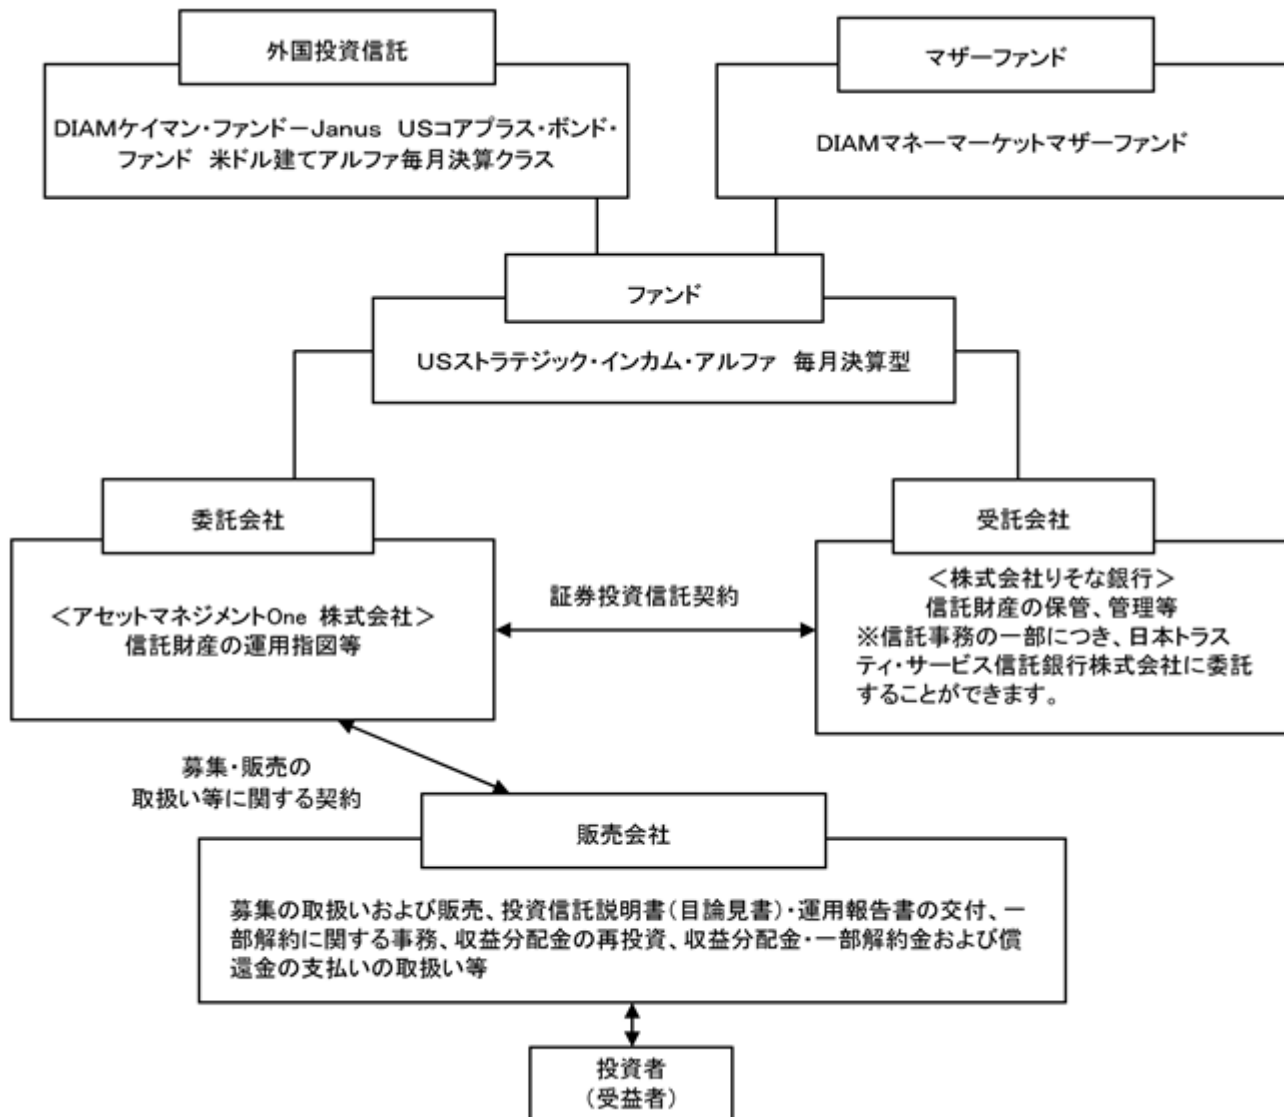 外国投資信託
DIAMケイマン・ファンド－Janus　USコアプラス・ボンド・
ファンド　米ドル建てアルファ毎月決算クラス
マザーファンド
DIAMマネーマーケットマザーファンド
ファンド
USストラテジック・インカム・アルファ　毎月決算型
委託会社
＜アセットマネジメントOne 株式会社＞
信託財産の運用指図等
証券投資信託契約
受託会社
＜株式会社りそな銀行＞
信託財産の保管、管理等
※信託事務の一部につき、日本トラス
ティ・サービス信託銀行株式会社に委託
することができます。
募集・販売の
取扱い等に関する契約
販売会社
募集の取扱いおよび販売、投資信託説明書（目論見書）・運用報告書の交付、一
部解約に関する事務、収益分配金の再投資、収益分配金・一部解約金および償
還金の支払いの取扱い等
投資者
（受益者）